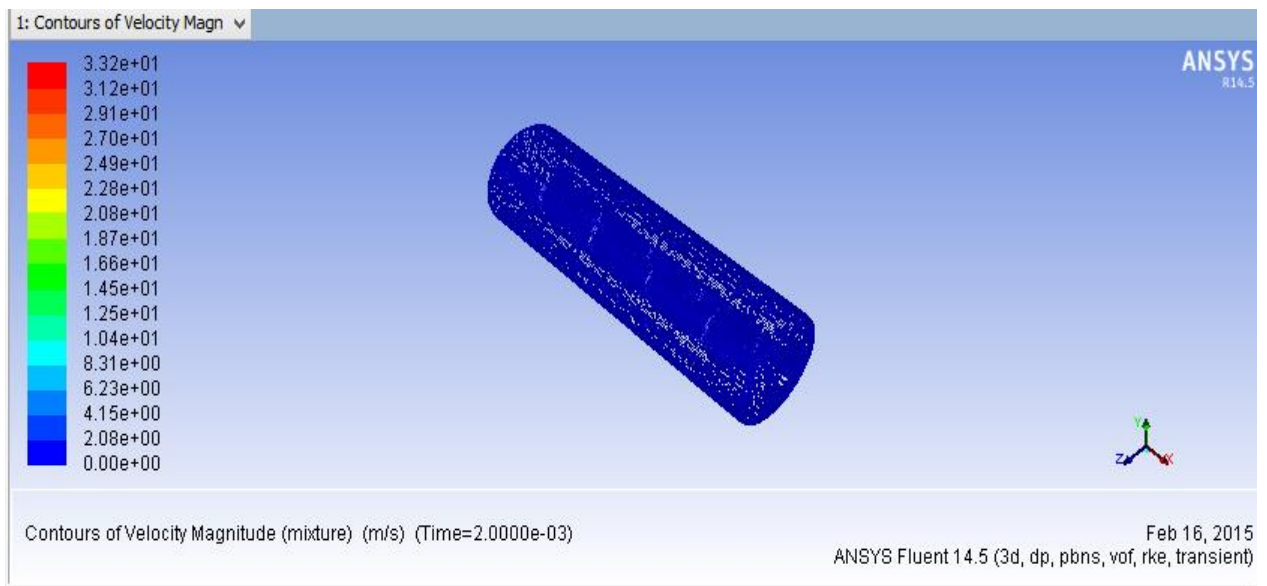 1: Contours of Velocity Magn
ANSYS
R14.5
3.32e+01
3.12e+01
2.91e+01
2.70e+01
2.49e+01
2.28e+01
2.08e+01
1.87e+01
1.66e+01
1.45e+01
1.25e+01
1.04e+01
8.31e+00
6.23e+00
4.15e+00
2.08e+00
0.00e+00
Y
Z
X
Contours of Velocity Magnitude (mixture) (m/s) (Time=2.0000e-03)
Feb 16, 2015
ANSYS Fluent 14.5 (3d, dp, pbns, vof, rke, transient)